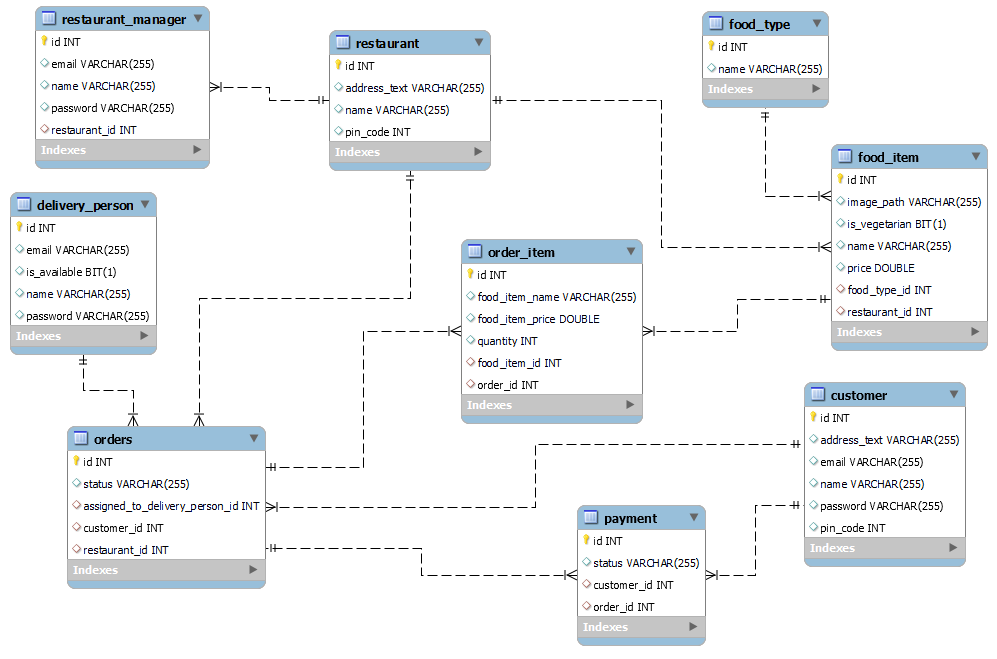 restaurant_manager
id INT
email VARCHAR(255)
name VARCHAR(255)
password VARCHAR(255)
restaurant_id INT
Indexes
restaurant
id INT
address_text VARCHAR(255)
name VARCHAR(255)
pin_code INT
Indexes
food_type
id INT
name VARCHAR(255)
Indexes
food_item
id INT
image_path VARCHAR(255)
is_vegetarian BIT(1)
name VARCHAR(255)
price DOUBLE
food_type_id INT
restaurant_id INT
Indexes
delivery_person
id INT
email VARCHAR(255)
is_available BIT(1)
name VARCHAR(255)
password VARCHAR(255)
Indexes
order_item
id INT
food_item_name VARCHAR(255)
food_item_price DOUBLE
quantity INT
food_item_id INT
order_id INT
Indexes
customer
id INT
address_text VARCHAR(255)
email VARCHAR(255)
name VARCHAR(255)
password VARCHAR(255)
pin_code INT
Indexes
orders
id INT
status VARCHAR(255)
assigned_to_delivery_person_id INT
customer_id INT
restaurant_id INT
Indexes
payment
id INT
status VARCHAR(255)
customer_id INT
order_id INT
Indexes